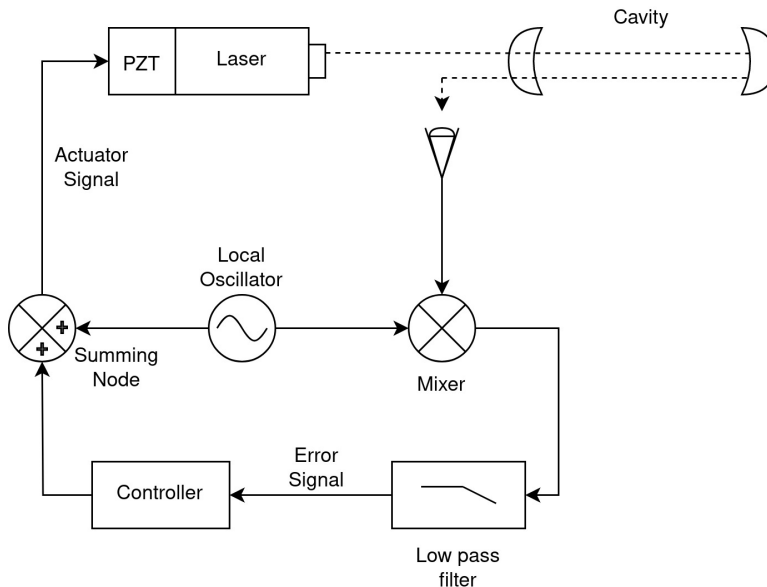 Cavity
PZT
Laser
Actuator
Signal
Local
Oscillator
Summing
Node
Mixer
Error
Signal
Controller
Low pass
filter